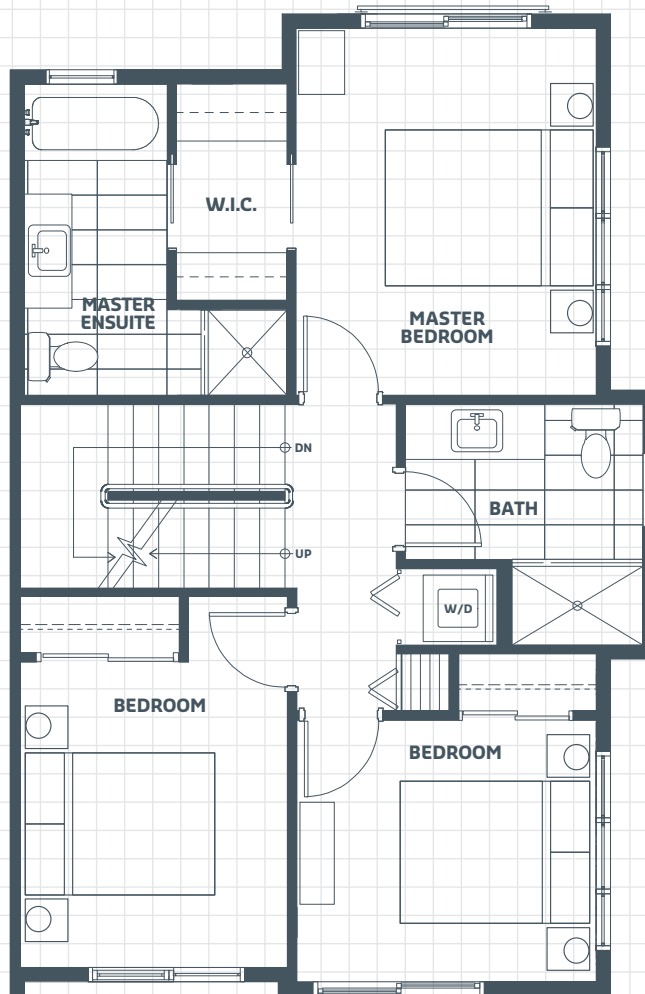 W.I.C.
MASTER
ENSUITE
MASTER
BEDROOM
DN
BATH
UP
W/D
BEDROOM
BEDROOM